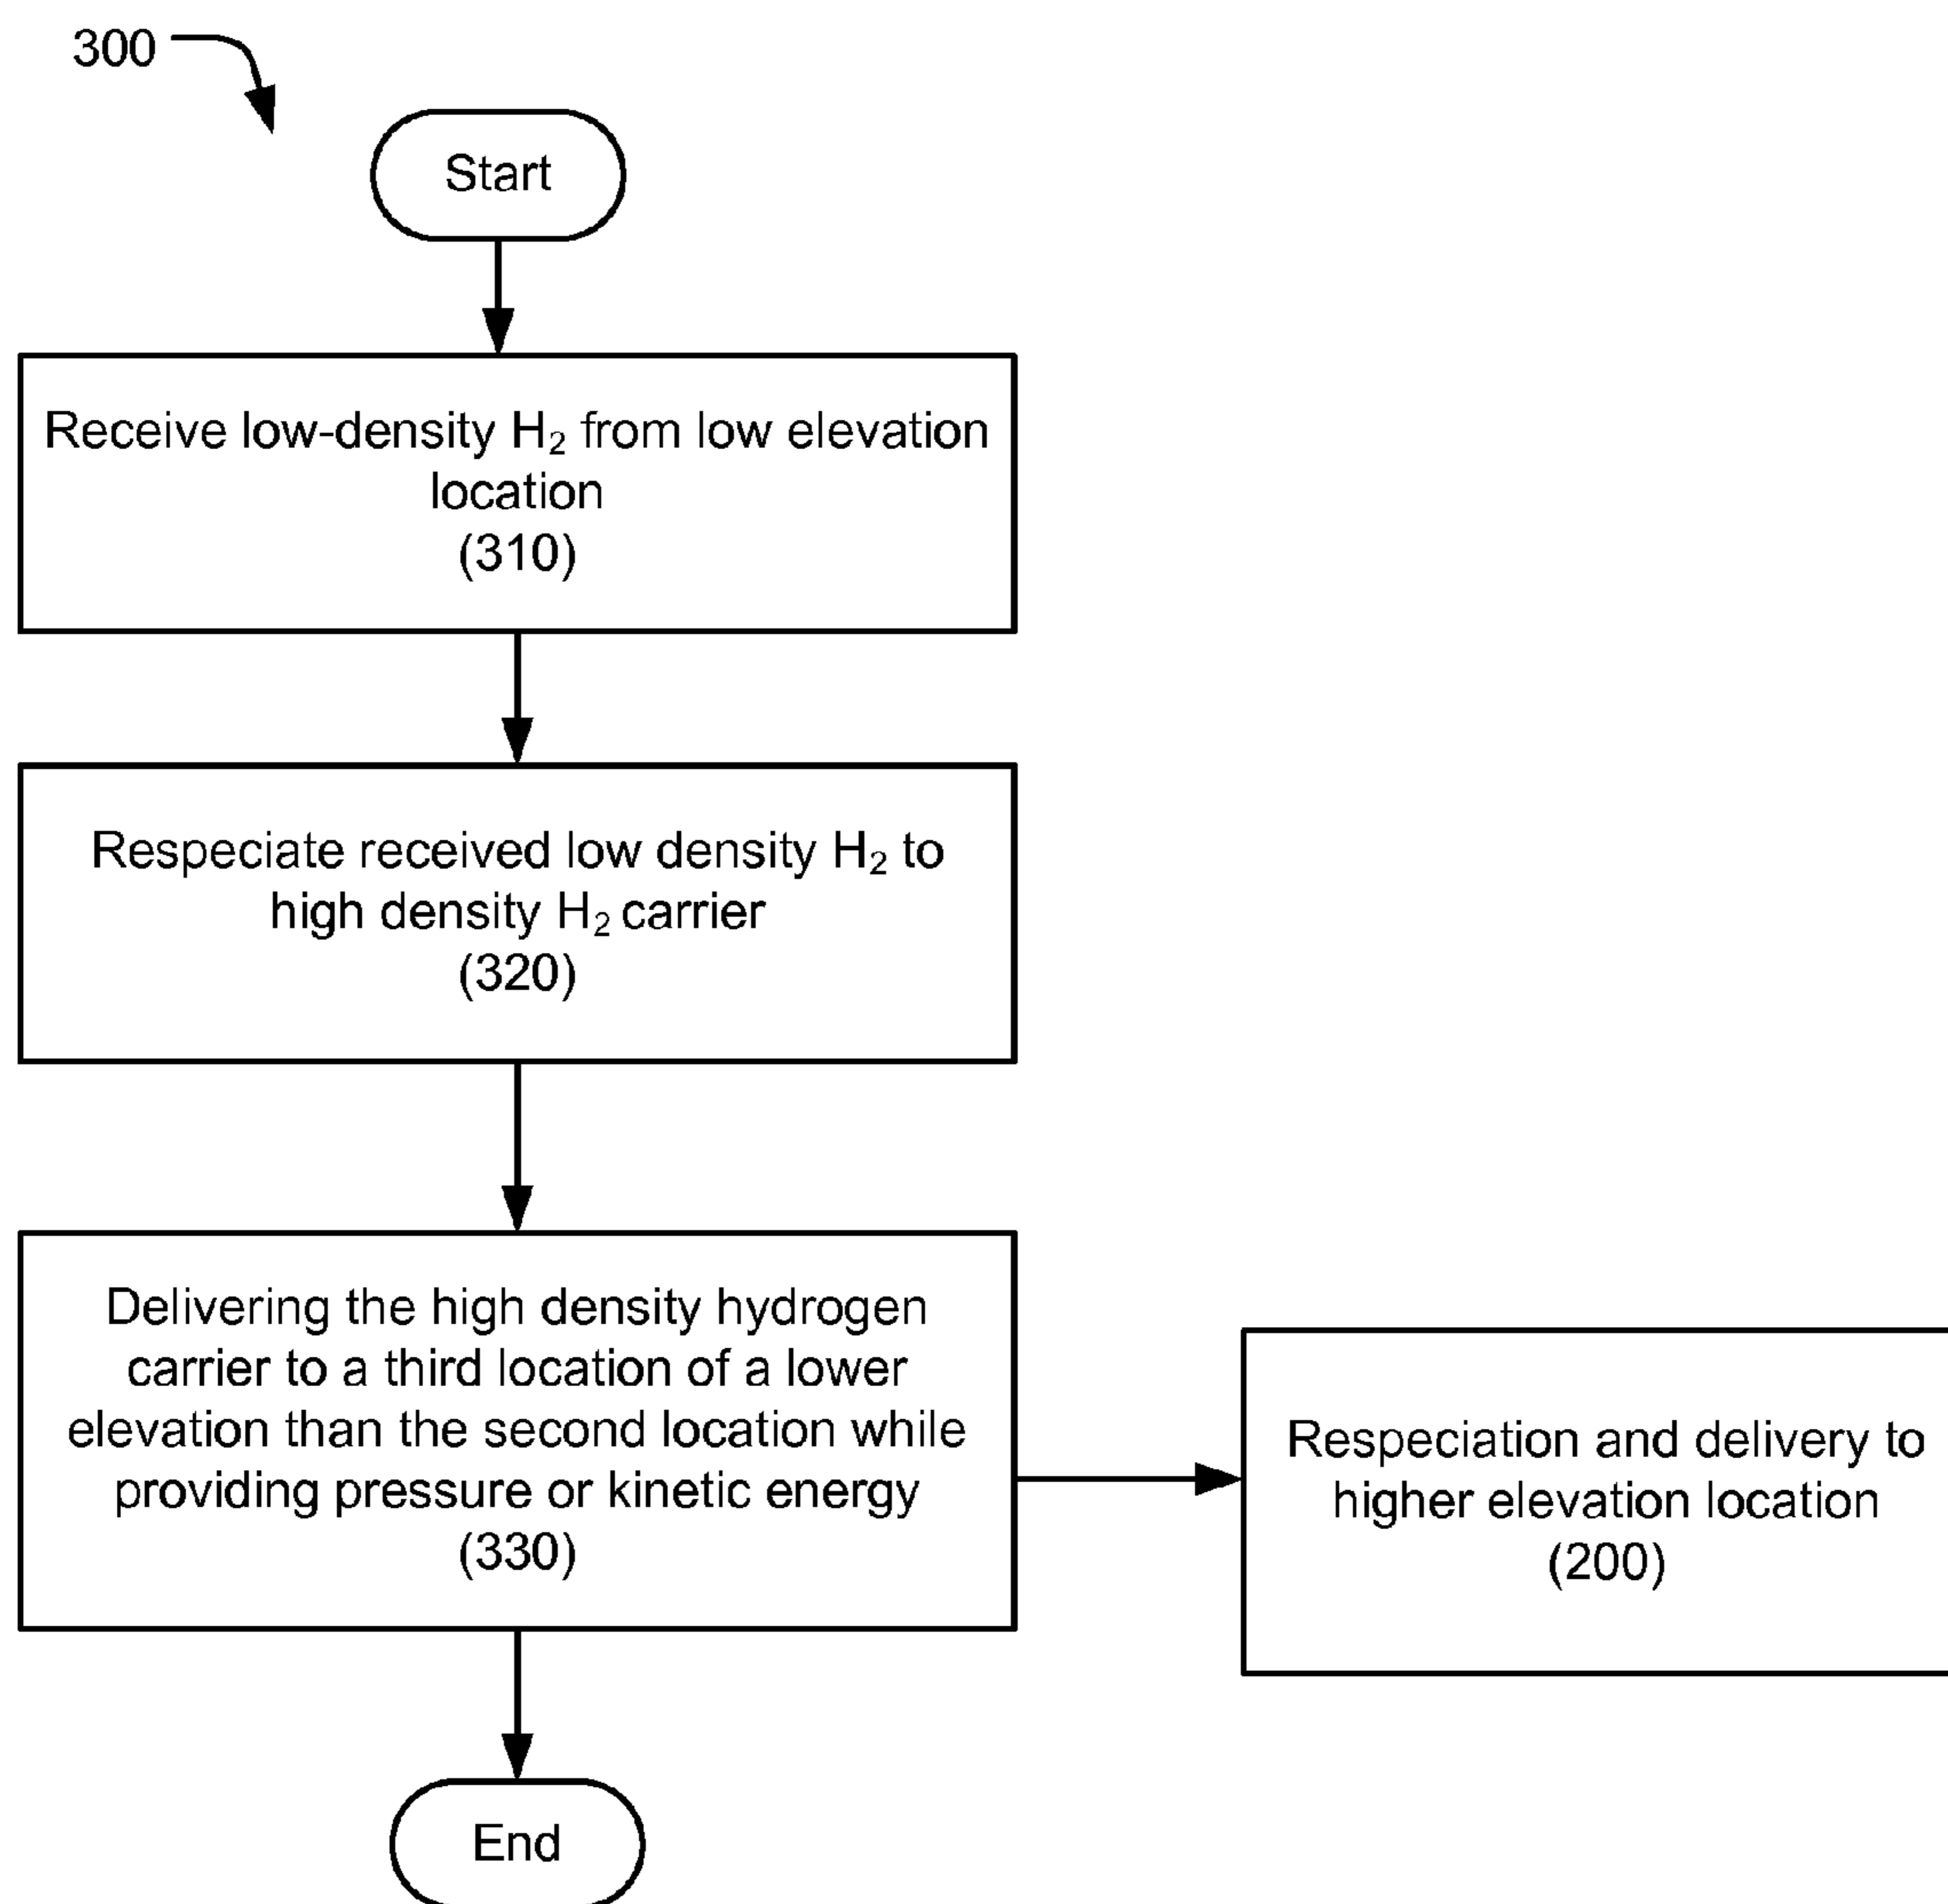 300
Start
Receive low-density H₂ from low elevation
location
(310)
Respeciate received low density H₂ to
high density H₂ carrier
(320)
Delivering the high density hydrogen
carrier to a third location of a lower
elevation than the second location while
providing pressure or kinetic energy
(330)
Respeciation and delivery to
higher elevation location
(200)
End